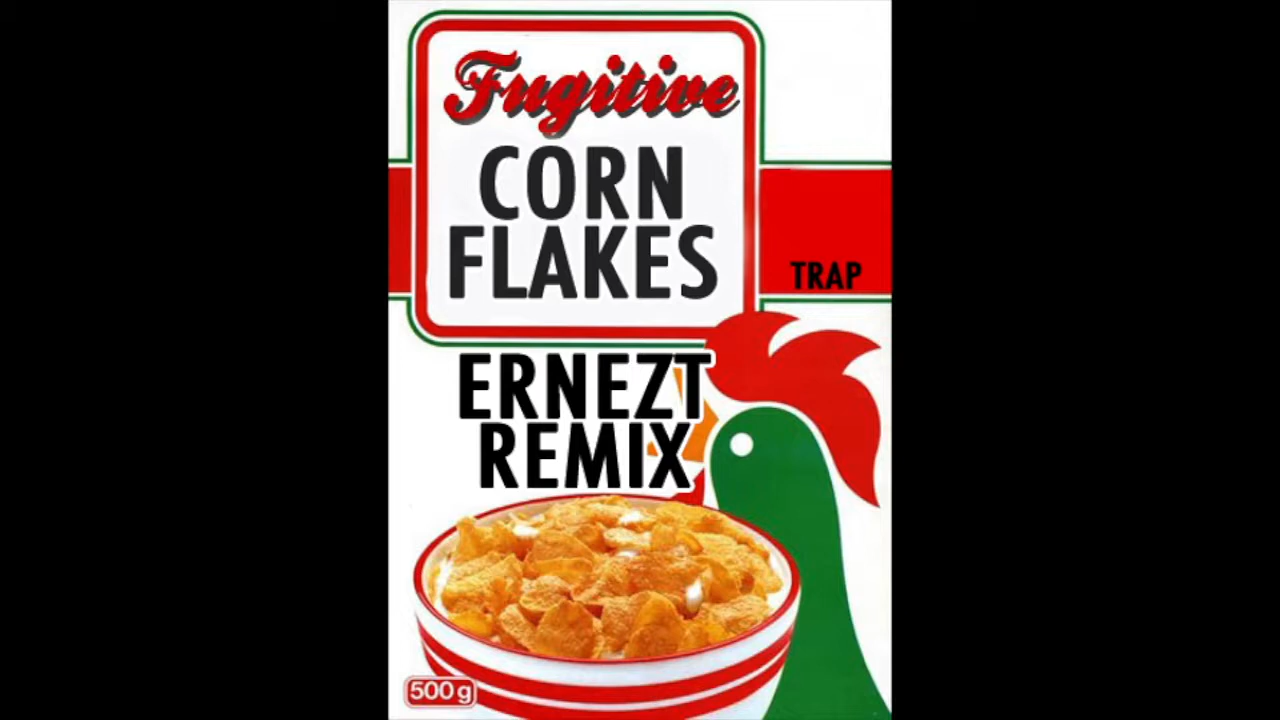 Fugitive
CORN
FLAKES
TRAP
ERNEZT
REMIX
500 g